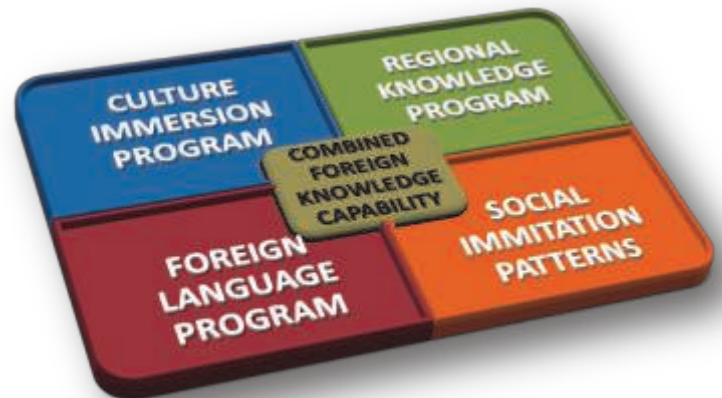 CULTURE
IMMERSION
PROGRAM
REGIONAL
KNOWLEDGE
PROGRAM
COMBINED
FOREIGN
KNOWLEDGE
CAPABILITY
FOREIGN
LANGUAGE
PROGRAM
SOCIAL
IMMITATION
PATTERNS